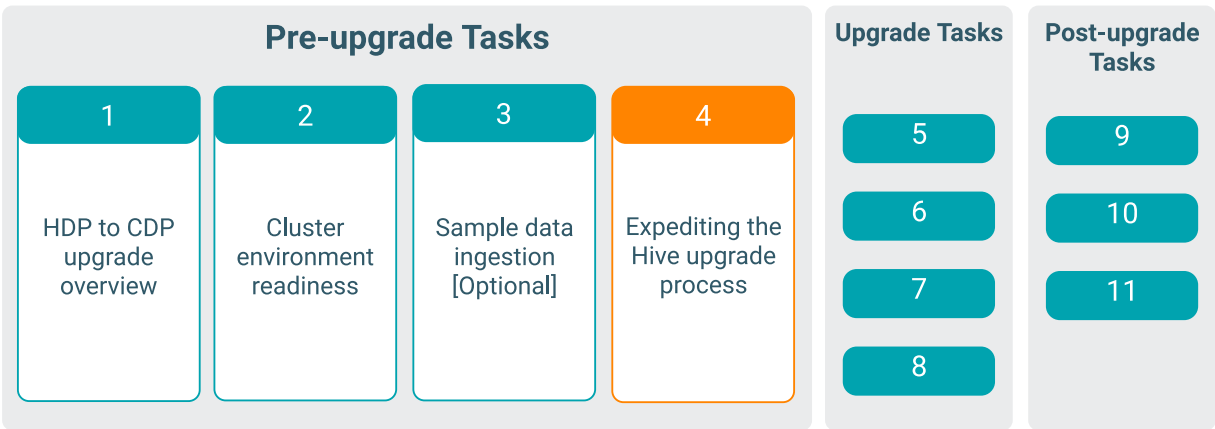 Pre-upgrade Tasks
1
HDP to CDP
upgrade
overview
2
Cluster
environment
readiness
3
Sample data
ingestion
[Optional]
4
Expediting the
Hive upgrade
process
Upgrade Tasks
5
6
7
8
Post-upgrade
Tasks
9
10
11